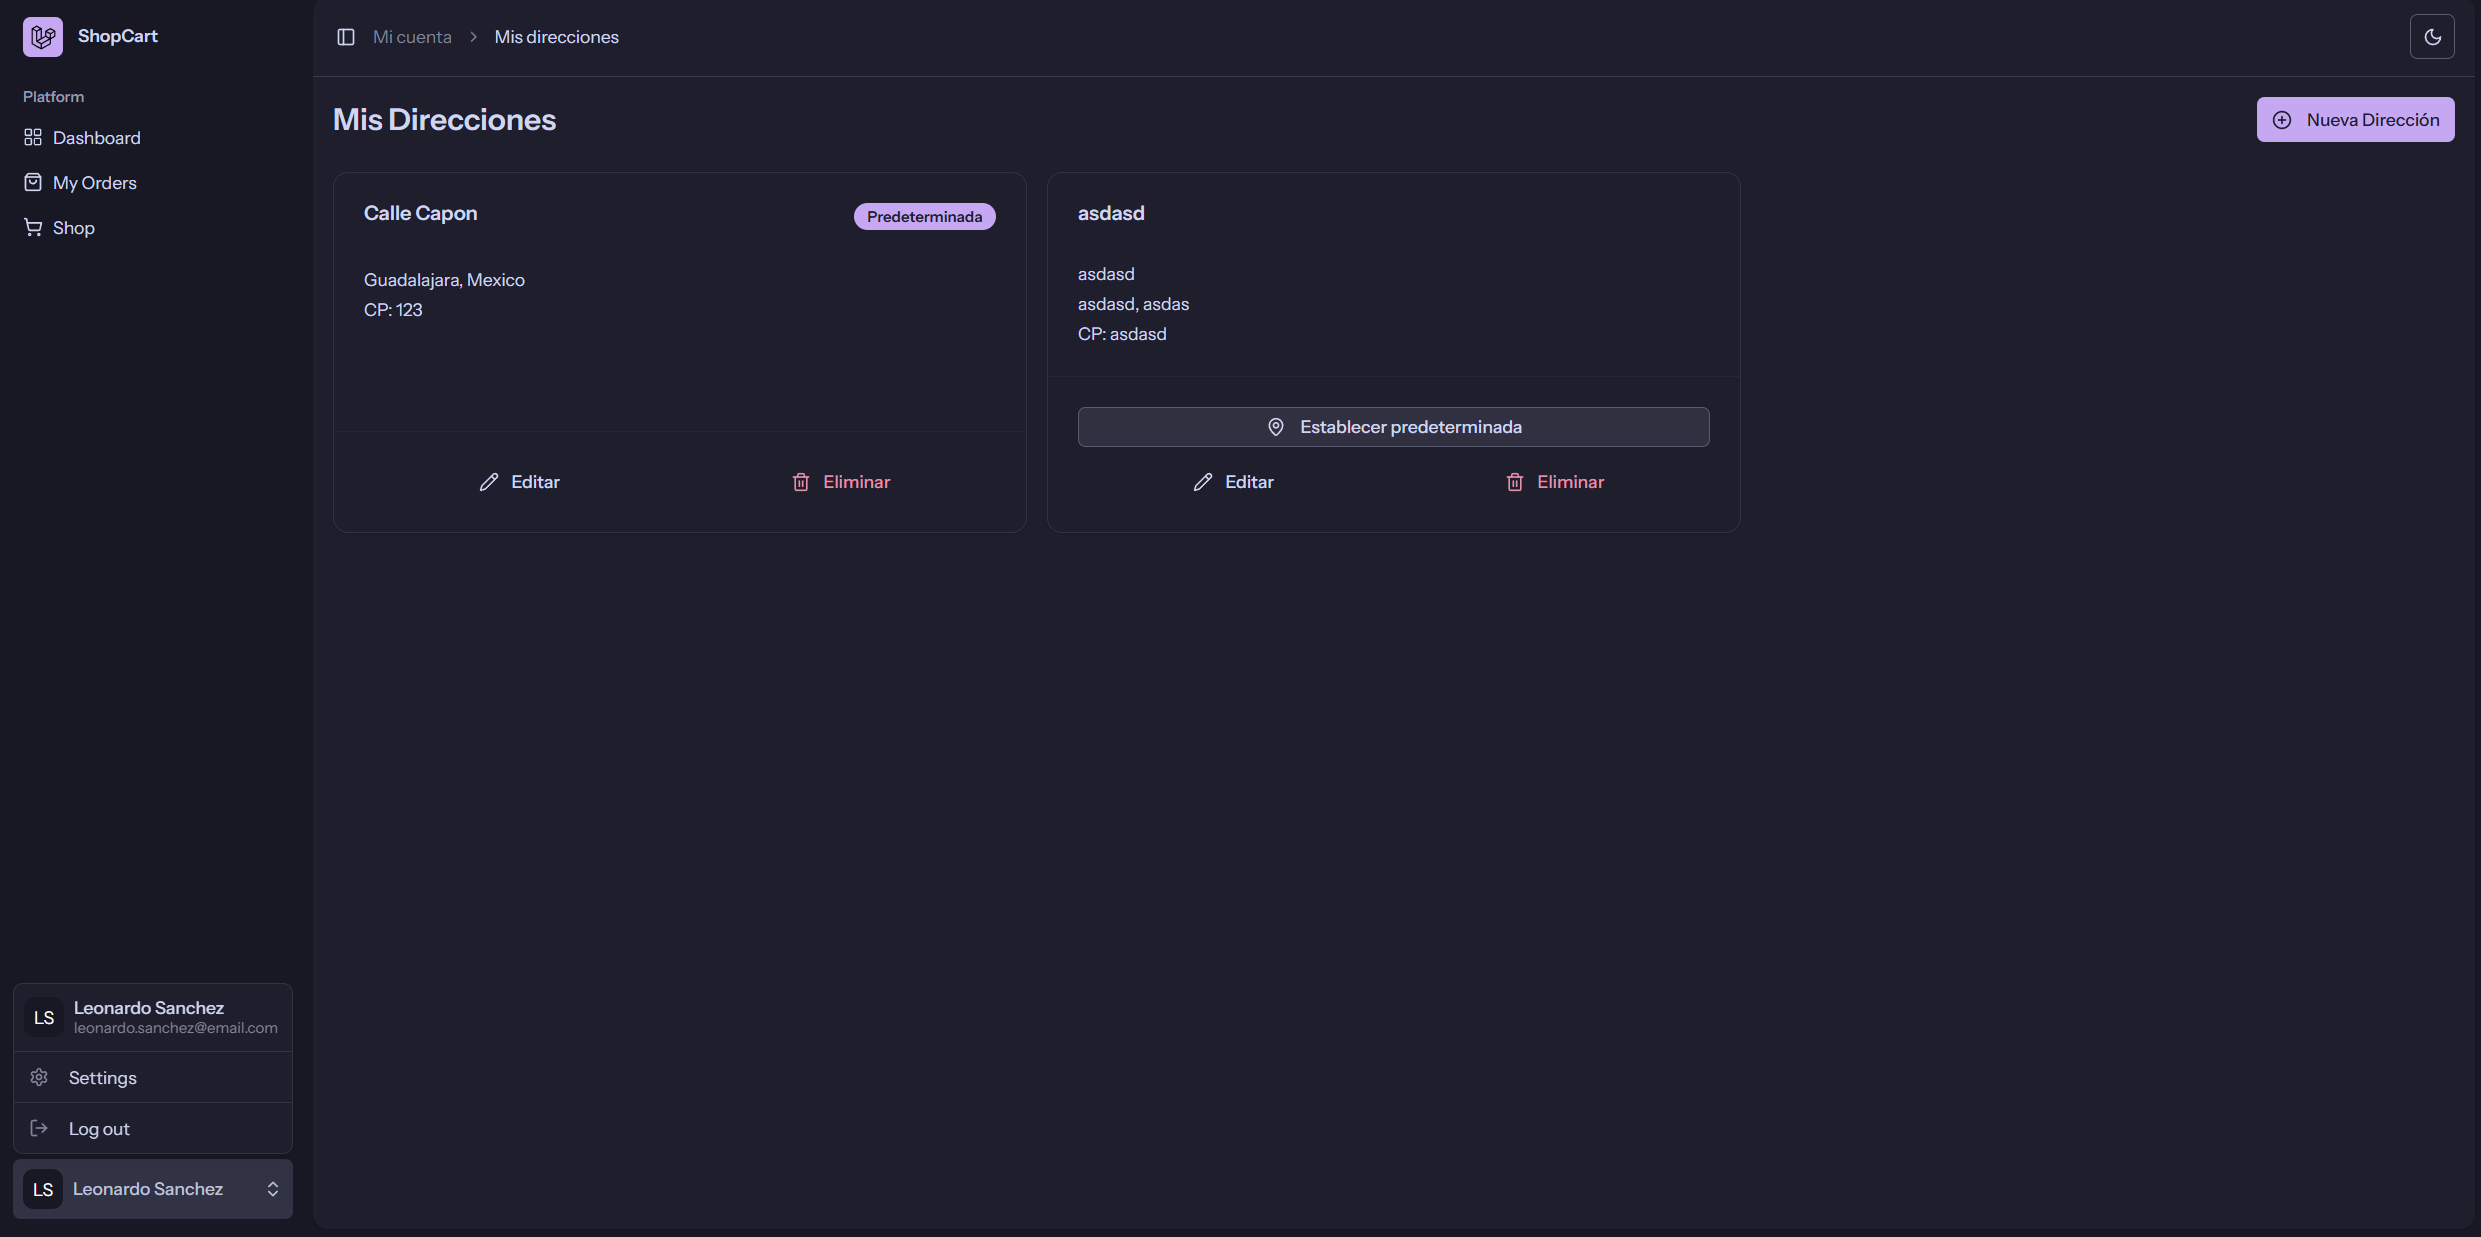 ShopCart
Platform
Dashboard
My Orders
Shop
Mi cuenta > Mis direcciones
Mis Direcciones
Nueva Dirección
Calle Capon
Predeterminada
Guadalajara, Mexico
CP: 123
Editar
Eliminar
asdasd
asdasd
asdasd, asdas
CP: asdasd
Establecer predeterminada
Editar
Eliminar
LS
Leonardo Sanchez
leonardo.sanchez@email.com
Settings
Log out
LS
Leonardo Sanchez